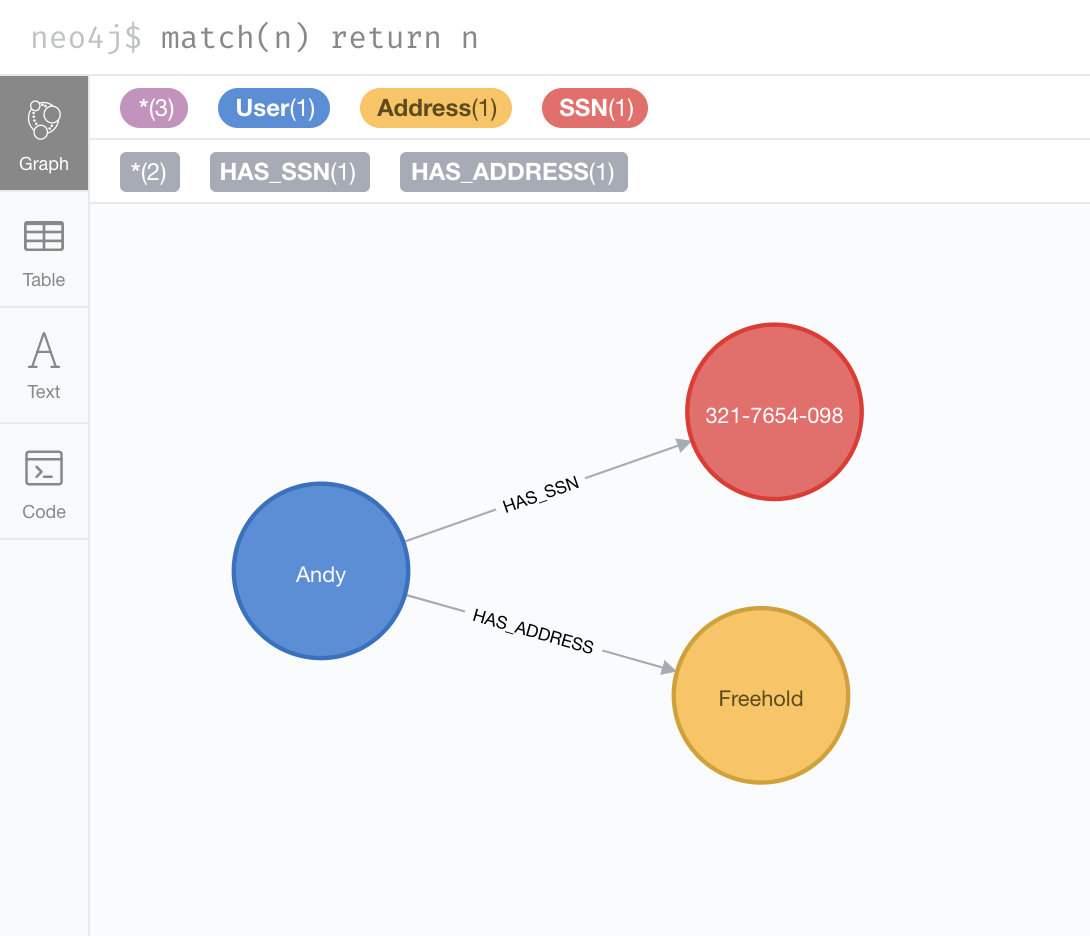 neo4j$ match(n) return n
*(3) User(1) Address(1) SSN(1)
*(2) HAS_SSN(1) HAS_ADDRESS(1)
Graph
Table
Text
Code
321-7654-098
HAS_SSN
Andy
HAS_ADDRESS
Freehold